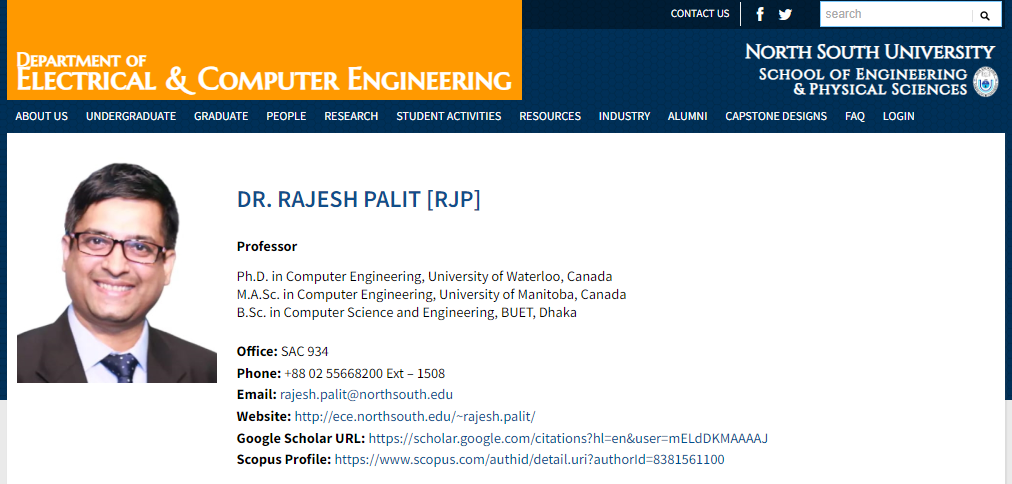 CONTACT US
search
DEPARTMENT OF
ELECTRICAL & COMPUTER ENGINEERING
NORTH SOUTH UNIVERSITY
SCHOOL OF ENGINEERING
& PHYSICAL SCIENCES
ABOUT US UNDERGRADUATE GRADUATE PEOPLE RESEARCH STUDENT ACTIVITIES RESOURCES INDUSTRY ALUMNI CAPSTONE DESIGNS FAQ LOGIN
DR. RAJESH PALIT [RJP]
Professor
Ph.D. in Computer Engineering, University of Waterloo, Canada
M.A.Sc. in Computer Engineering, University of Manitoba, Canada
B.Sc. in Computer Science and Engineering, BUET, Dhaka
Office: SAC 934
Phone: +88 02 55668200 Ext – 1508
Email: rajesh.palit@northsouth.edu
Website: http://ece.northsouth.edu/~rajesh.palit/
Google Scholar URL: https://scholar.google.com/citations?hl=en&user=mELdDKMAAAAJ
Scopus Profile: https://www.scopus.com/authid/detail.uri?authorId=8381561100